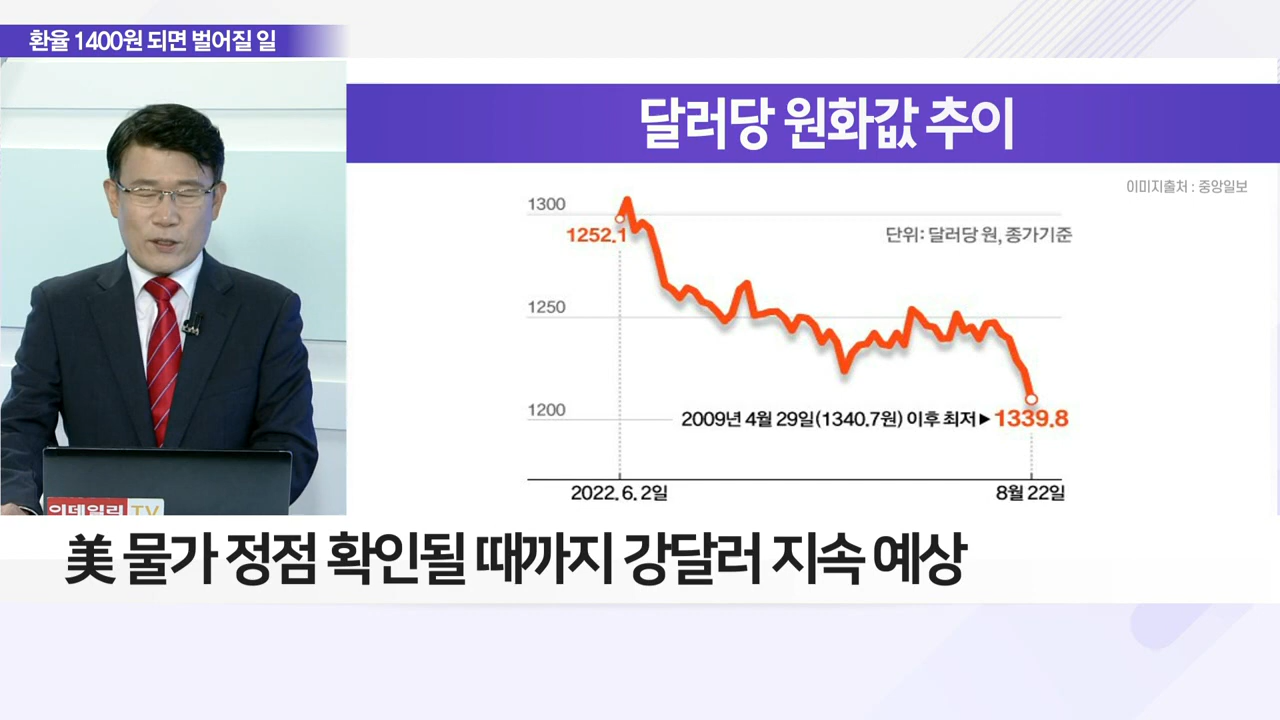 환율 1400원 되면 벌어질 일
달러당 원화값 추이
이미지출처 : 중앙일보
단위: 달러당 원, 종가기준
1300
1252.1
1250
1200
2009년 4월 29일(1340.7원) 이후 최저▶1339.8
2022. 6. 2일
8월 22일
이데일리 TV
美 물가 정점 확인될 때까지 강달러 지속 예상